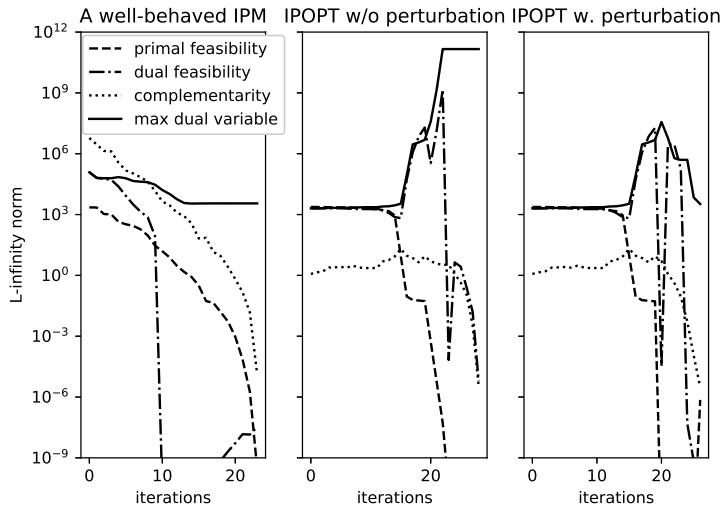 A well-behaved IPM
IPOPT w/o perturbation
IPOPT w. perturbation
10^12
10^9
10^6
10^3
10^0
10^−3
10^−6
10^−9
L-infinity norm
primal feasibility
dual feasibility
complementarity
max dual variable
0 10 20
0 20
0 10 20
iterations
iterations
iterations